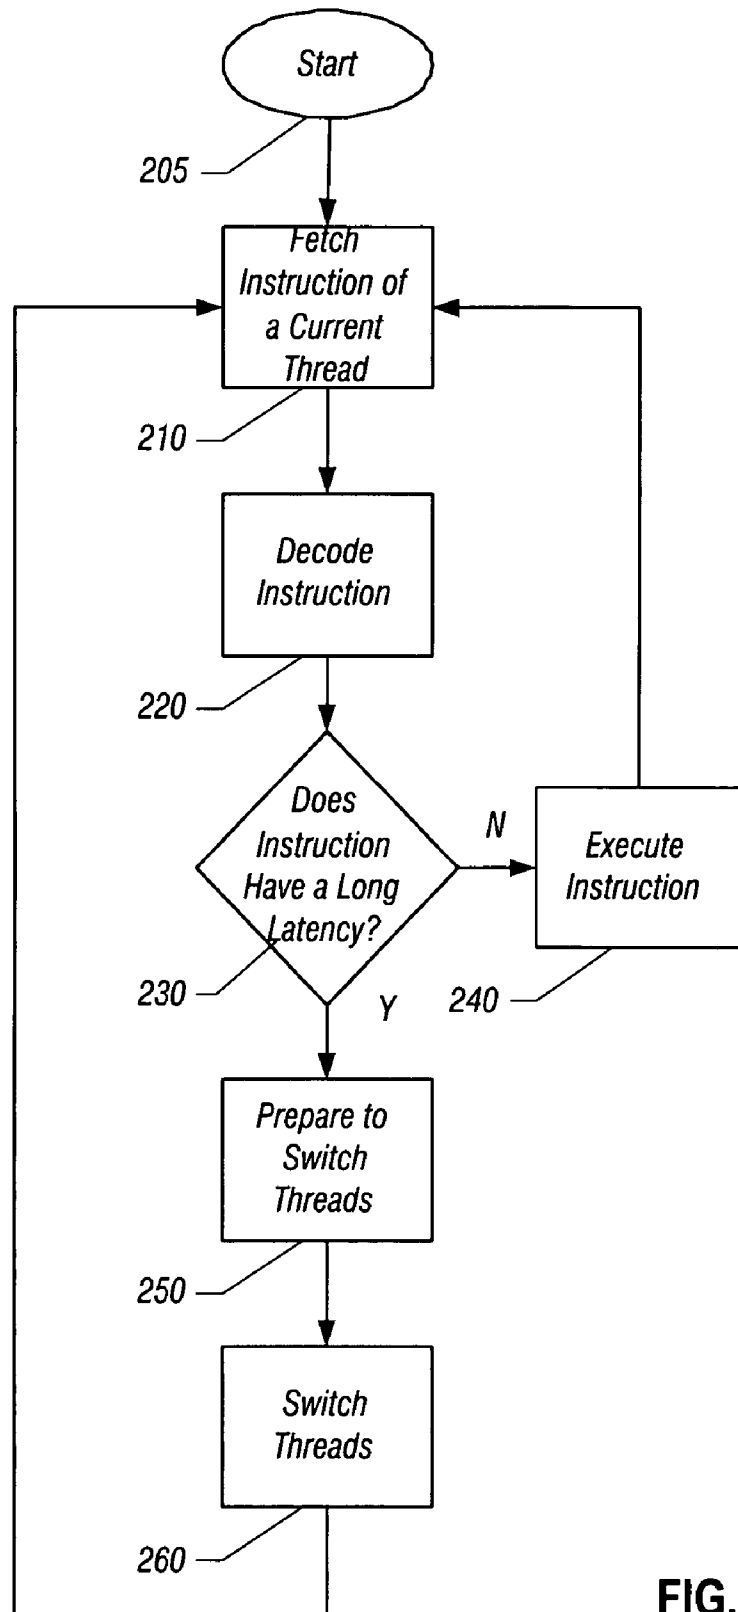 Start
205
Fetch
Instruction of
a Current
Thread
210
Decode
Instruction
220
Does
Instruction
Have a Long
Latency?
230
N
Execute
Instruction
240
Y
Prepare to
Switch
Threads
250
Switch
Threads
260
FIG.